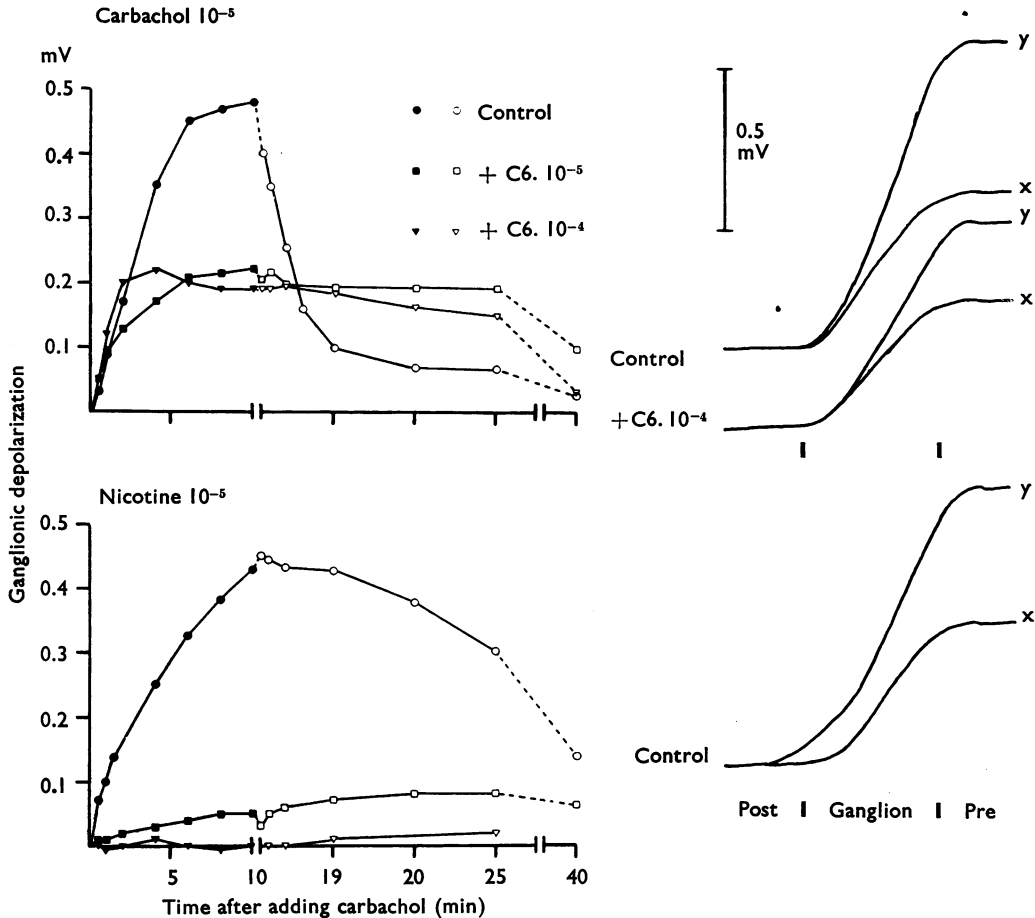 Carbachol 10⁻⁵
mV
0.5
0.4
0.3
0.2
0.1
Control
+ C6. 10⁻⁵
+ C6. 10⁻⁴
5
10
19
20
25
40
Ganglionic depolarization
Nicotine 10⁻⁵
0.5
0.4
0.3
0.2
0.1
5
10
19
20
25
40
Time after adding carbachol (min)
0.5
mV
y
x
y
x
Control
+C6. 10⁻⁴
y
x
Control
Post
Ganglion
Pre